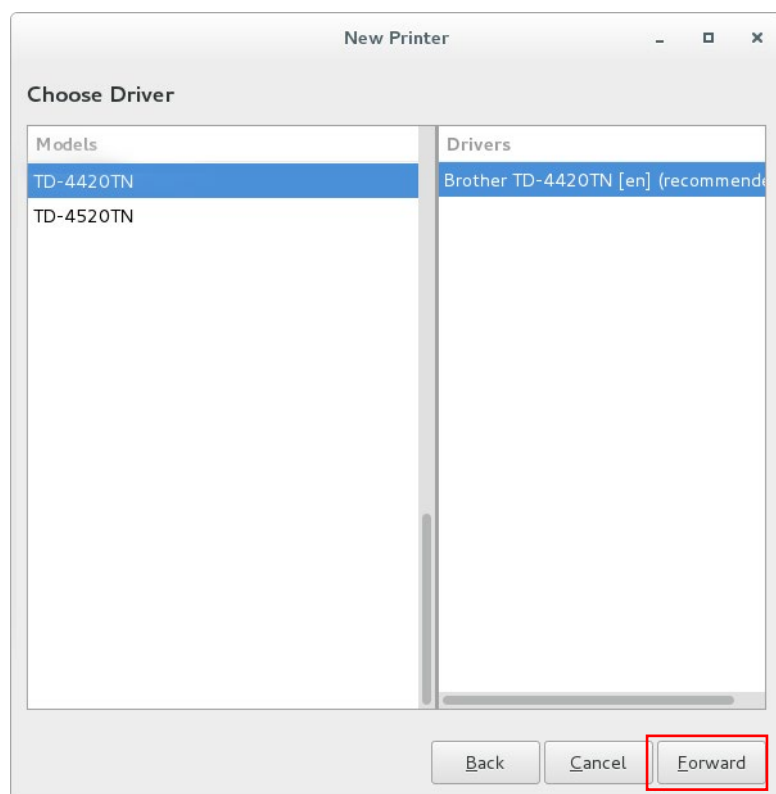 New Printer
Choose Driver
Models
Drivers
TD-4420TN
Brother TD-4420TN [en] (recommende
TD-4520TN
Back
Cancel
Forward